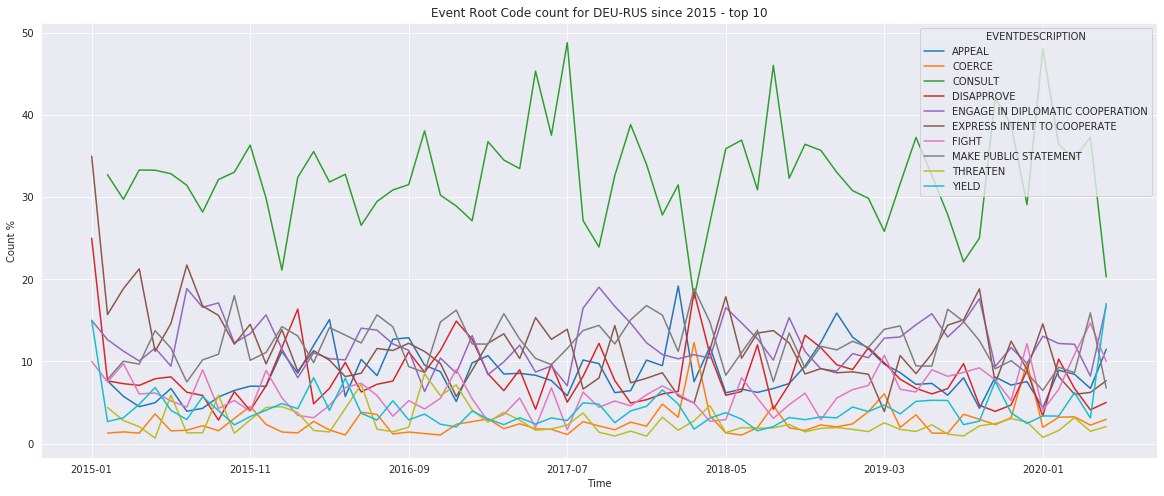 Event Root Code count for DEU-RUS since 2015 - top 10
50
40
30
20
10
0
Count %
EVENTDESCRIPTION
APPEAL
COERCE
CONSULT
DISAPPROVE
ENGAGE IN DIPLOMATIC COOPERATION
EXPRESS INTENT TO COOPERATE
FIGHT
MAKE PUBLIC STATEMENT
THREATEN
YIELD
2015-01
2015-11
2016-09
2017-07
2018-05
2019-03
2020-01
Time